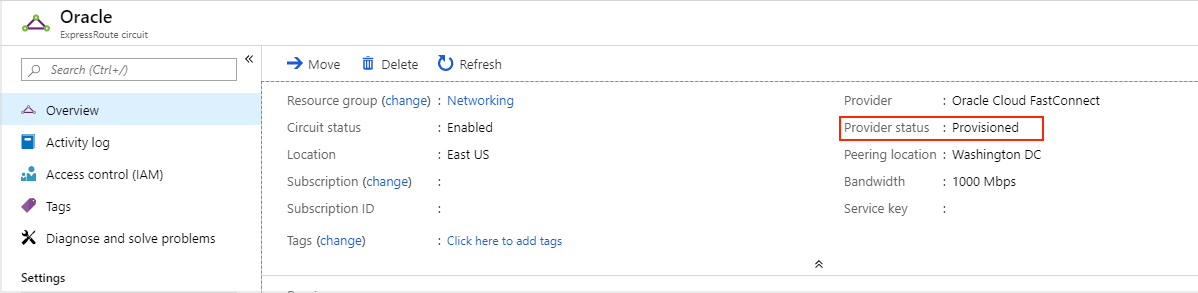 Oracle
ExpressRoute circuit
Search (Ctrl+/)
«
Overview
Activity log
Access control (IAM)
Tags
Diagnose and solve problems
Settings
Move Delete Refresh
Resource group (change) : Networking
Circuit status : Enabled
Location : East US
Subscription (change) :
Subscription ID :
Tags (change) : Click here to add tags
Provider : Oracle Cloud FastConnect
Provider status : Provisioned
Peering location : Washington DC
Bandwidth : 1000 Mbps
Service key :